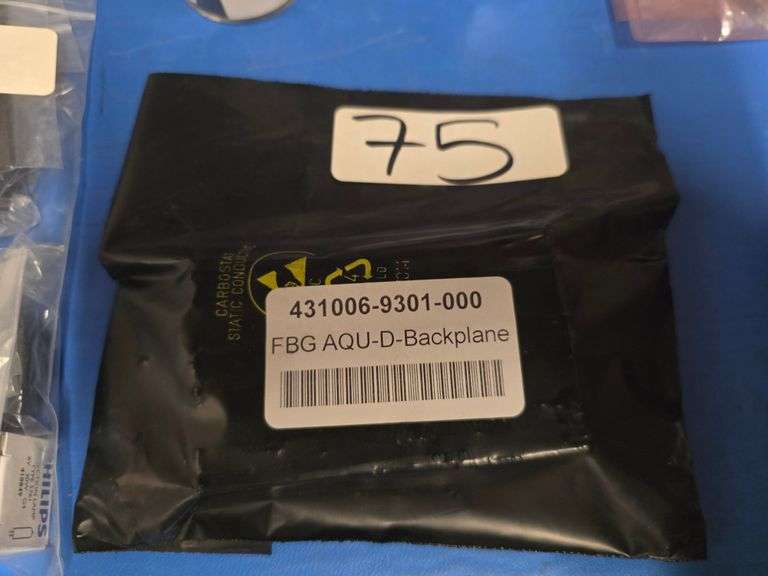 75
CARBOSTAT
STATIC CONDUC
431006-9301-000
FBG AQU-D-Backplane
PHILIPS